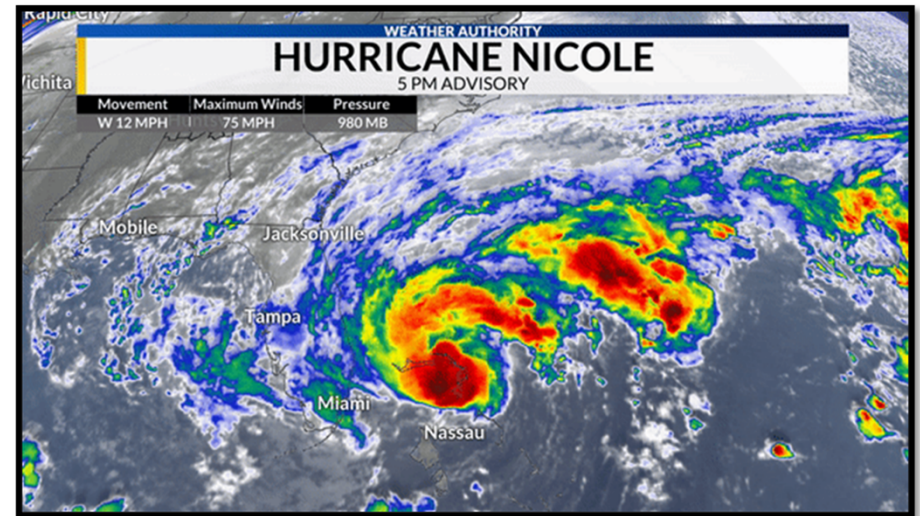 Rapid City
WEATHER AUTHORITY
HURRICANE NICOLE
5 PM ADVISORY
Movement Maximum Winds Pressure
W 12 MPH 75 MPH 980 MB
Mobile
Jacksonville
Tampa
Miami
Nassau